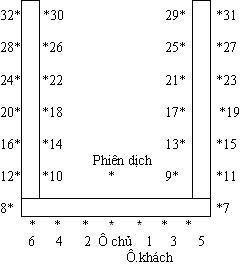 32* *30 29* *31
28* *26 25* *27
24* *22 21* *23
20* *18 17* *19
16* *14 13* *15
Phiên dịch
12* *10 * 9* *11
8* *7
* * * * * * *
6 4 2 Ô chủ 1 3 5
Ô.khách